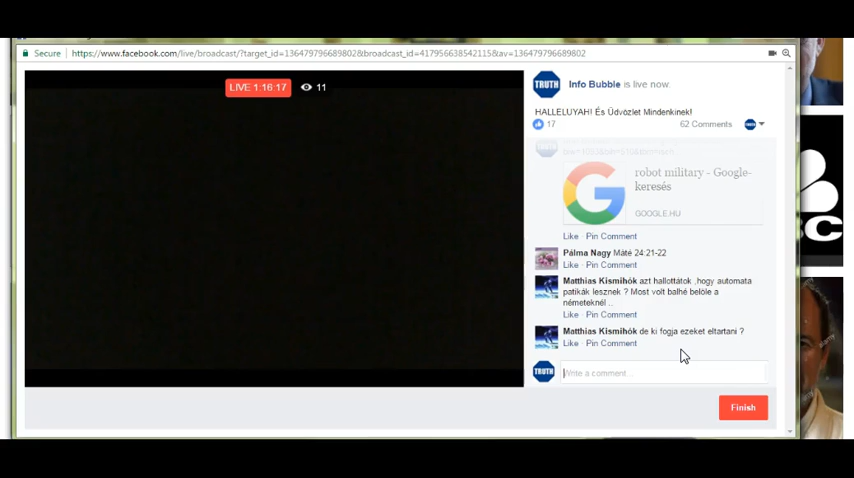 Secure | https://www.facebook.com/live/broadcast/?target_id=136479796689802&broadcast_id=417956638542115&av=136479796689802
LIVE 1:16:17 11
TRUTH Info Bubble is live now.
HALLELUYAH! És Üdvözlet Mindenkinek!
17 62 Comments TRUTH
robot military - Google-
keresés
GOOGLE.HU
Like · Pin Comment
Pálma Nagy Máté 24:21-22
Like · Pin Comment
Matthias Kismihók azt hallottátok ,hogy automata
patikák lesznek ? Most volt balhé belöle a
németeknél ..
Like · Pin Comment
Matthias Kismihók de ki fogja ezeket eltartani ?
Like · Pin Comment
TRUTH Write a comment...
Finish